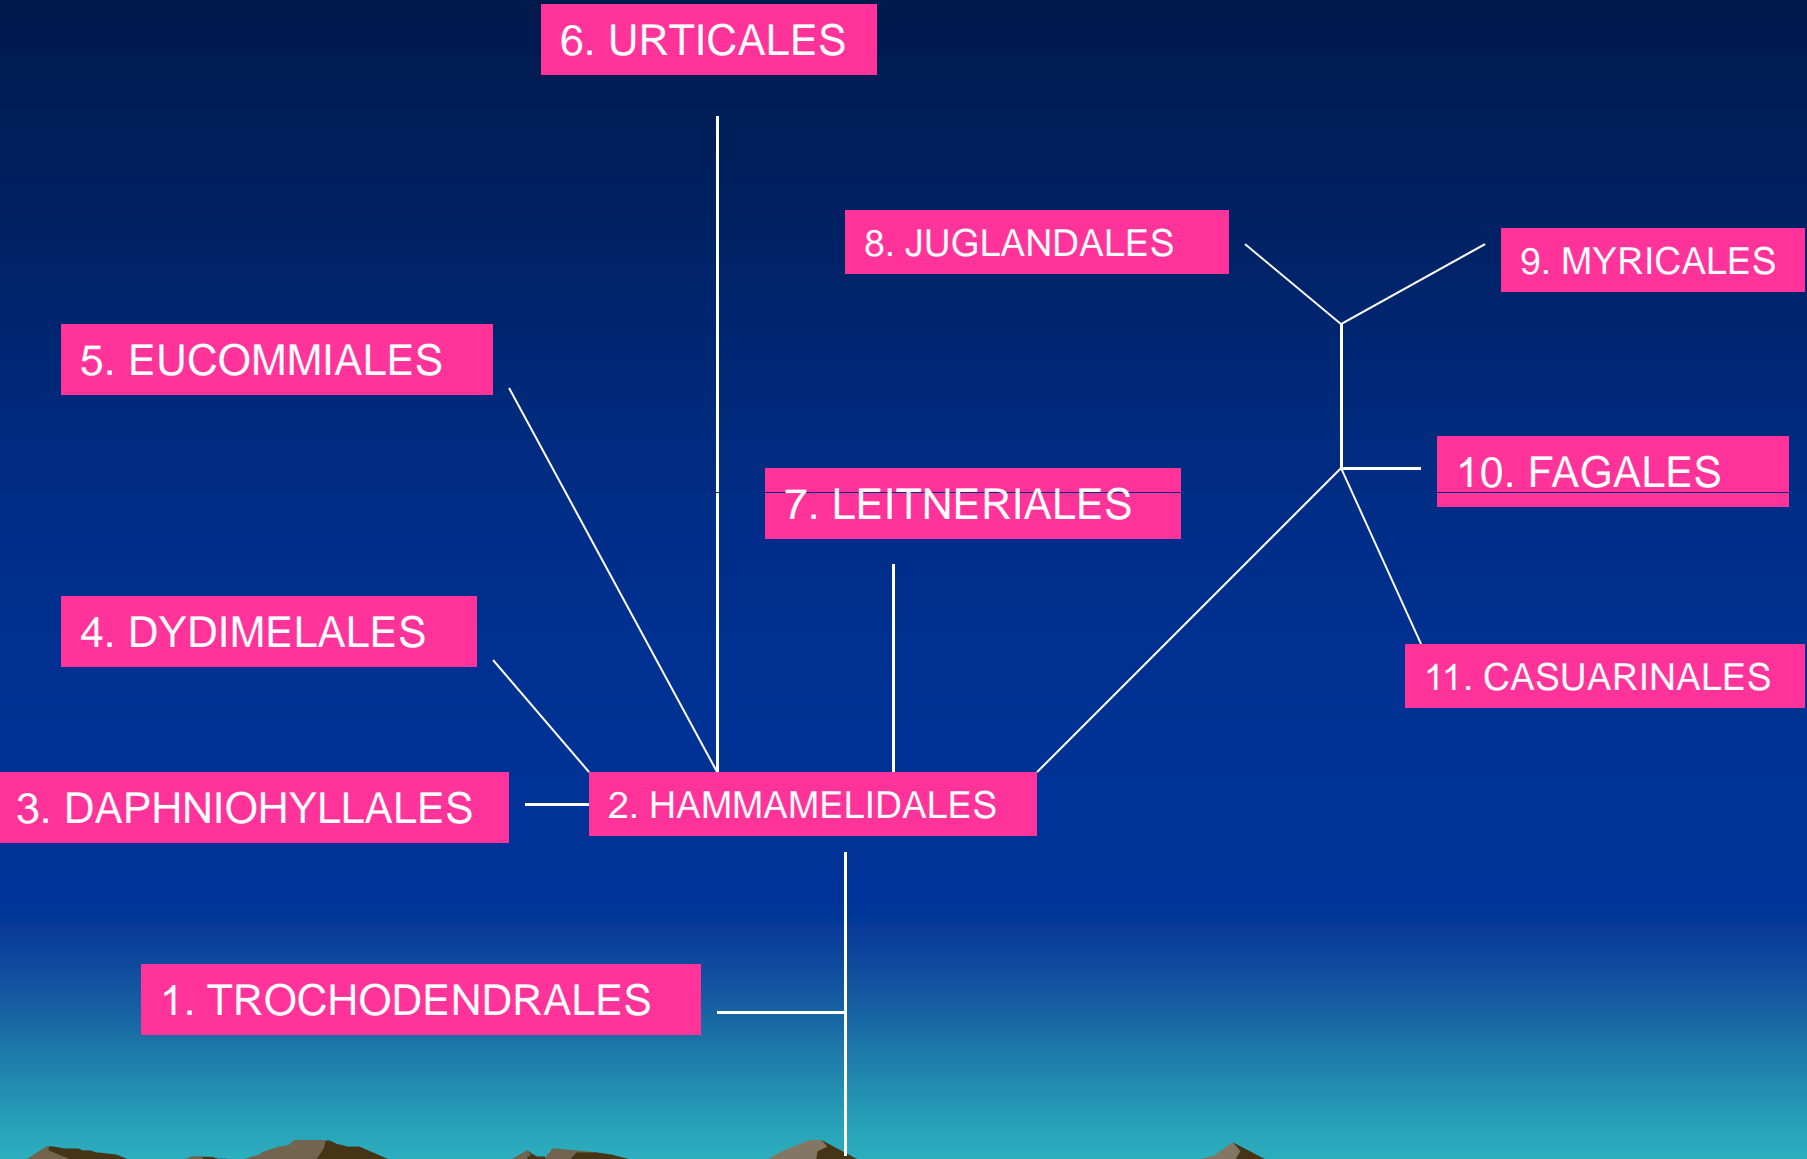 6. URTICALES
8. JUGLANDALES
9. MYRICALES
5. EUCOMMIALES
10. FAGALES
7. LEITNERIALES
4. DYDIMELALES
11. CASUARINALES
3. DAPHNIOHYLLALES
2. HAMMAMELIDALES
1. TROCHODENDRALES